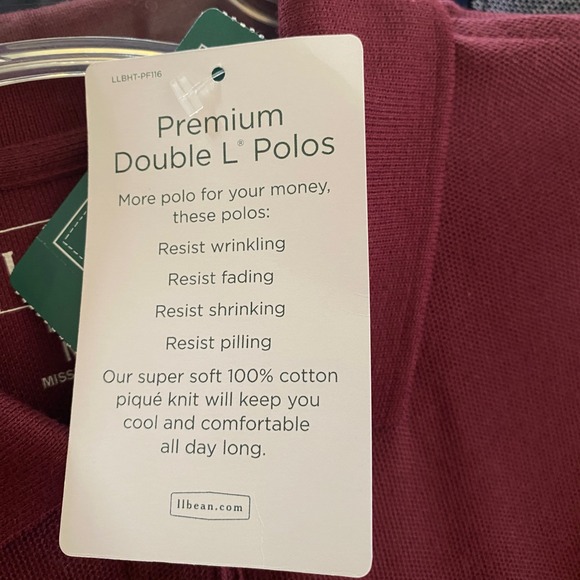 LLBHT-PF116
Premium
Double L® Polos
More polo for your money,
these polos:
Resist wrinkling
Resist fading
Resist shrinking
Resist pilling
Our super soft 100% cotton
piqué knit will keep you
cool and comfortable
all day long.
llbean.com
MISS